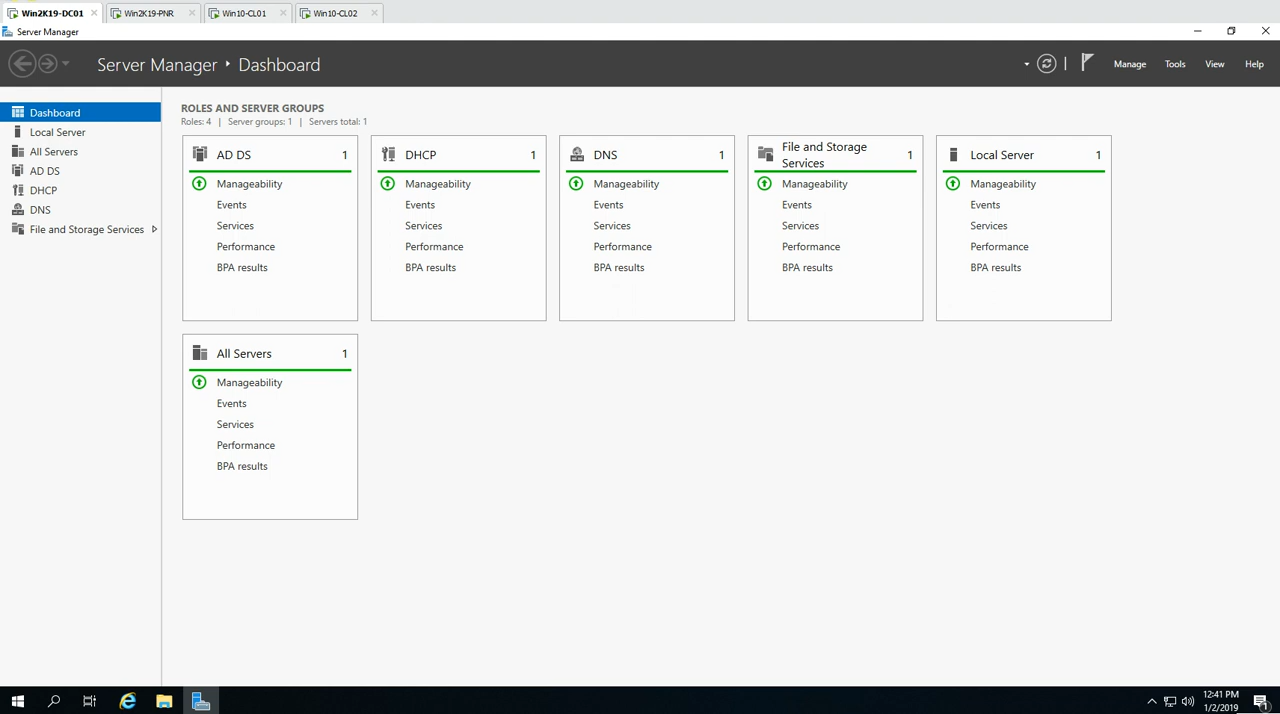 Win2K19-DC01 Win2K19-PNR Win10-CL01 Win10-CL02
Server Manager
Server Manager Dashboard Manage Tools View Help
Dashboard
Local Server
All Servers
AD DS
DHCP
DNS
File and Storage Services
ROLES AND SERVER GROUPS
Roles: 4 | Server groups: 1 | Servers total: 1
AD DS 1
Manageability
Events
Services
Performance
BPA results
DHCP 1
Manageability
Events
Services
Performance
BPA results
DNS 1
Manageability
Events
Services
Performance
BPA results
File and Storage
Services 1
Manageability
Events
Services
Performance
BPA results
Local Server 1
Manageability
Events
Services
Performance
BPA results
All Servers 1
Manageability
Events
Services
Performance
BPA results
12:41 PM
1/2/2019
1